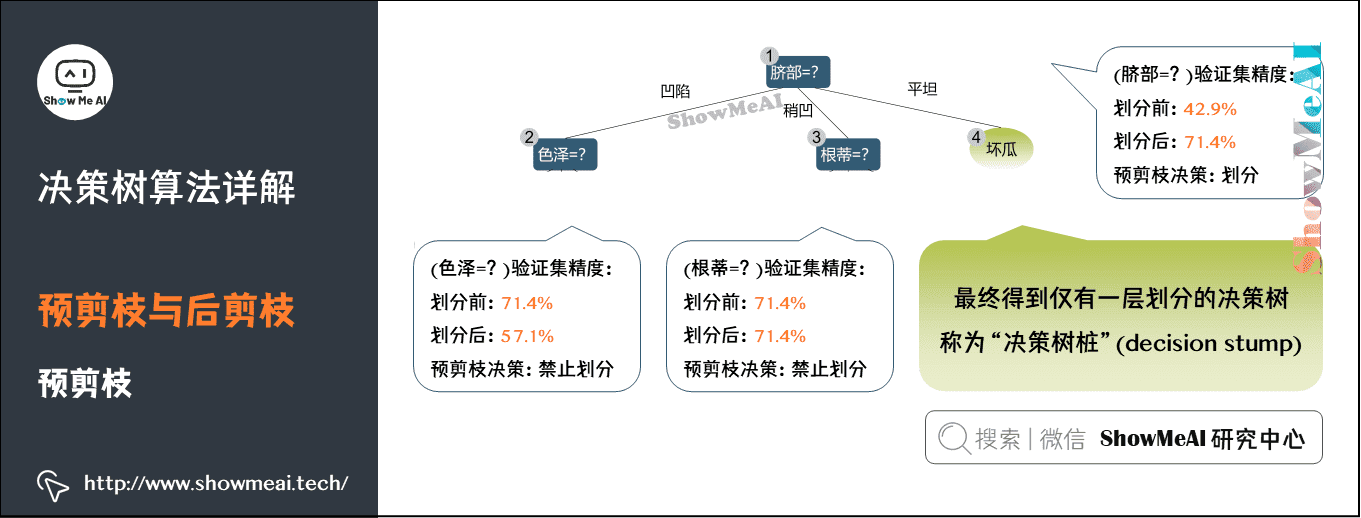 Show Me AI
决策树算法详解
预剪枝与后剪枝
预剪枝
http://www.showmeai.tech/
1
脐部=?
凹陷
稍凹
平坦
ShowMeAI
2
色泽=?
3
根蒂=?
4
坏瓜
(脐部=? )验证集精度:
划分前: 42.9%
划分后: 71.4%
预剪枝决策: 划分
ShowMeAI
(色泽=? )验证集精度:
划分前: 71.4%
划分后: 57.1%
预剪枝决策: 禁止划分
(根蒂=? )验证集精度:
划分前: 71.4%
划分后: 71.4%
预剪枝决策: 禁止划分
最终得到仅有一层划分的决策树
称为“决策树桩” (decision stump)
搜索 | 微信 ShowMeAI 研究中心